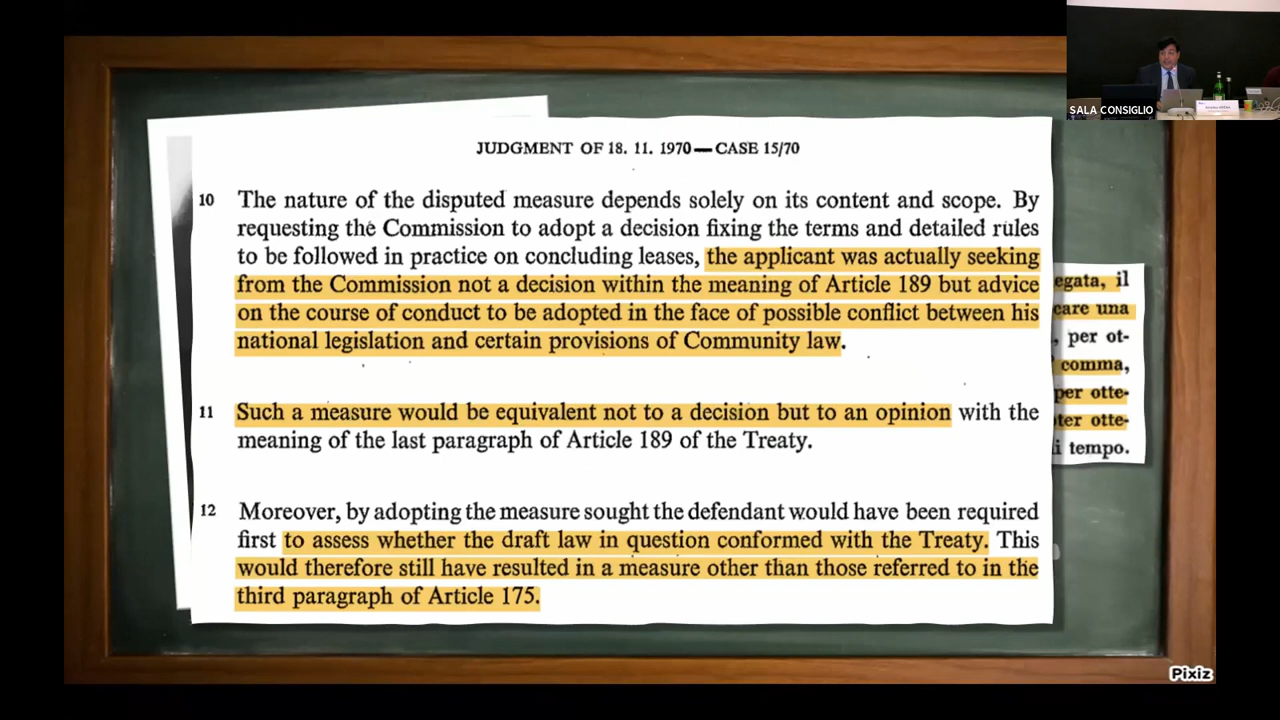 JUDGMENT OF 18. 11. 1970 — CASE 15/70
10 The nature of the disputed measure depends solely on its content and scope. By
requesting the Commission to adopt a decision fixing the terms and detailed rules
to be followed in practice on concluding leases, the applicant was actually seeking
from the Commission not a decision within the meaning of Article 189 but advice
on the course of conduct to be adopted in the face of possible conflict between his
national legislation and certain provisions of Community law.
11 Such a measure would be equivalent not to a decision but to an opinion with the
meaning of the last paragraph of Article 189 of the Treaty.
12 Moreover, by adopting the measure sought the defendant would have been required
first to assess whether the draft law in question conformed with the Treaty. This
would therefore still have resulted in a measure other than those referred to in the
third paragraph of Article 175.
egata, il
care una
, per ot-
comma,
per otte-
ter otte-
i tempo.
SALA CONSIGLIO
Pixiz